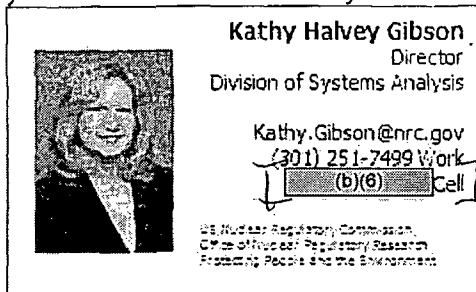 Kathy Halvey Gibson
Director
Division of Systems Analysis
Kathy.Gibson@nrc.gov
(301) 251-7499 Work
(b)(6) Cell
US Nuclear Regulatory Commission
Office of Nuclear Regulatory Research
Protecting People and the Environment